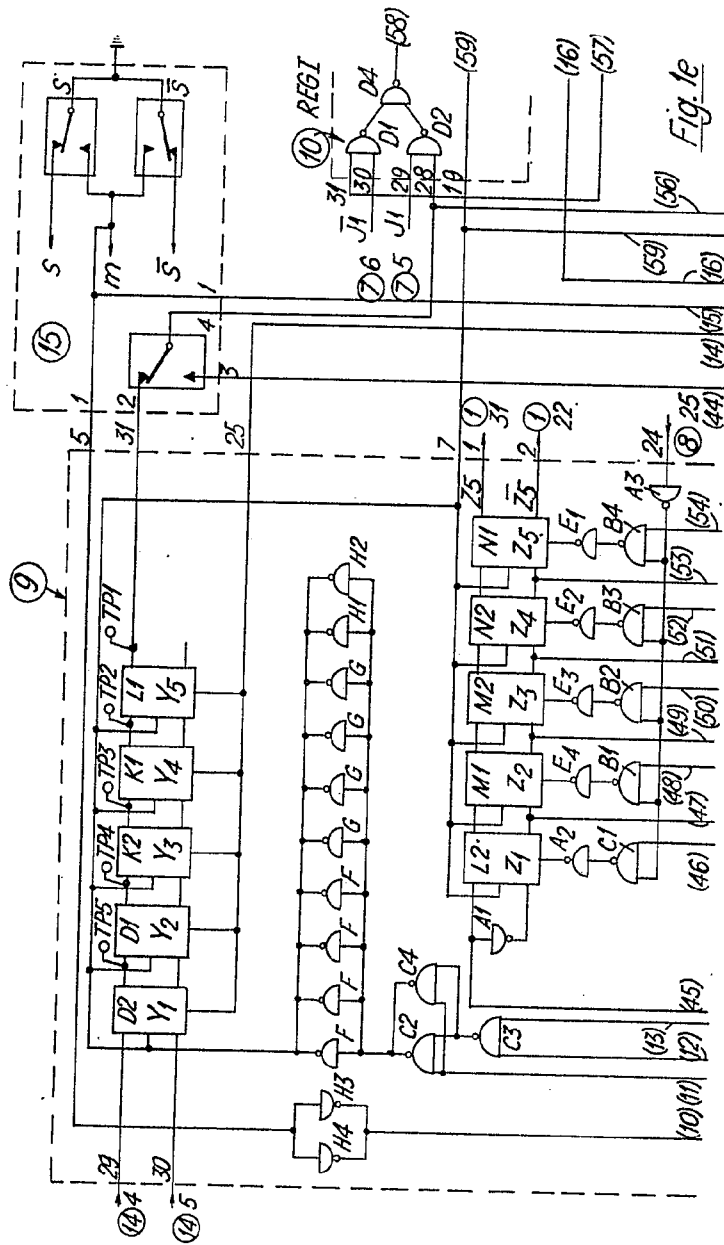 9
15
10 REGI
S
S̅
S
m
S̅
5
1
31
2
4
1
3
25
7
TP5
TP4
TP3
TP2
TP1
29
30
14 4
14 5
D2
D1
K2
K1
L1
Y1
Y2
Y3
Y4
Y5
H4
H3
F
F
F
F
G
G
G
G
H1
H2
C2
C4
C3
31
30
29
28
19
J̅1
J1
7 6
7 5
D1
D2
D4
(58)
(59)
(16)
(57)
Z5
Z̅5
1
2
1 31
1 22
L2
M1
M2
N2
N1
Z1
Z2
Z3
Z4
Z5
A1
A2
E4
E3
E2
E1
C1
B1
B2
B3
B4
A3
24
8 25
(10)
(11)
(12)
(13)
(45)
(46)
(47)
(48)
(49)
(50)
(51)
(52)
(53)
(54)
(44)
(14)
(15)
(16)
(59)
(56)
Fig. 1e